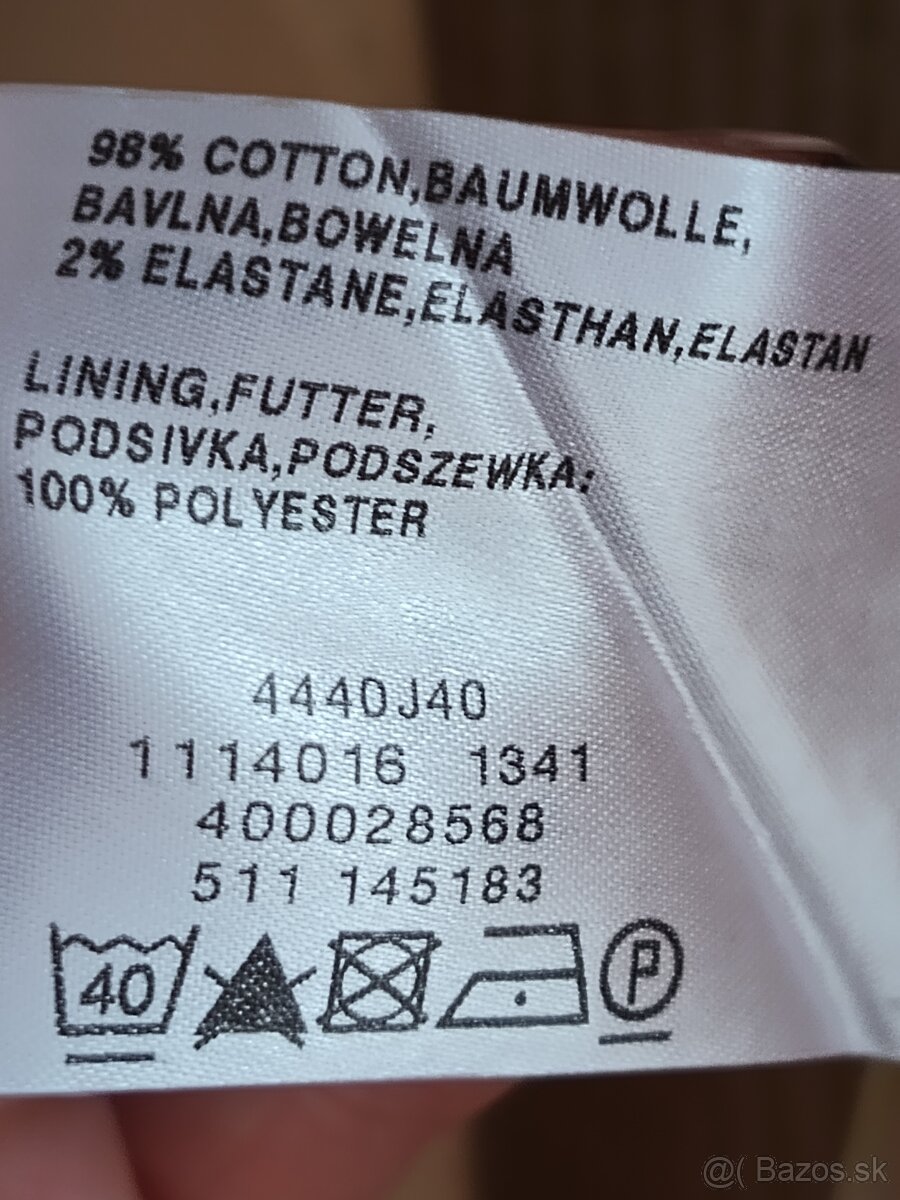 98% COTTON,BAUMWOLLE,
BAVLNA,BOWELNA
2% ELASTANE,ELASTHAN,ELASTAN
LINING,FUTTER,
PODSIVKA,PODSZEWKA:
100% POLYESTER
4440J40
1114016 1341
400028568
511 145183
40 P
@( Bazos.sk